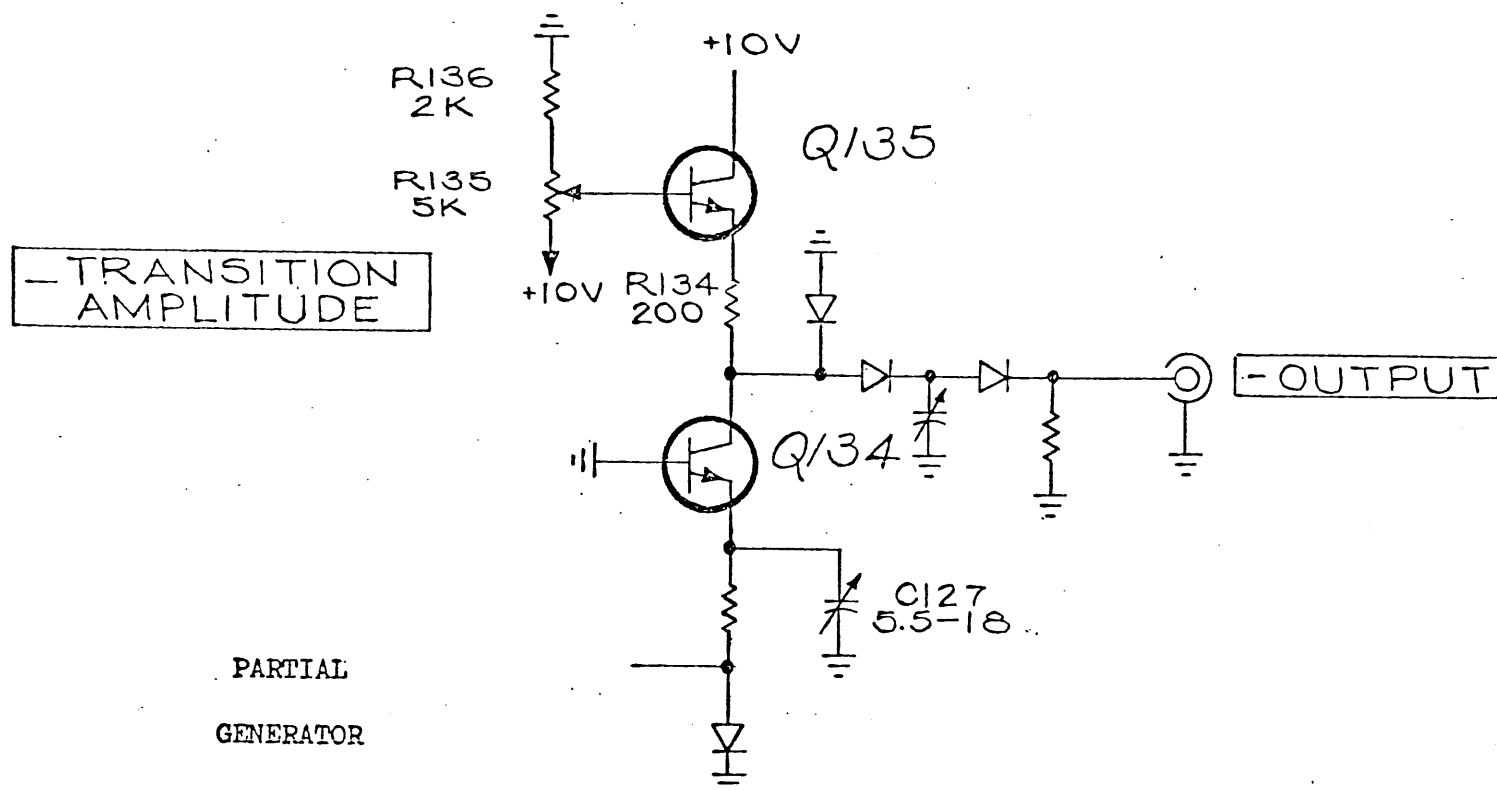 +10V
R136
2K
Q135
R135
5K
- TRANSITION
AMPLITUDE
+10V
R134
200
-OUTPUT
Q134
C127
5.5-18
PARTIAL
GENERATOR